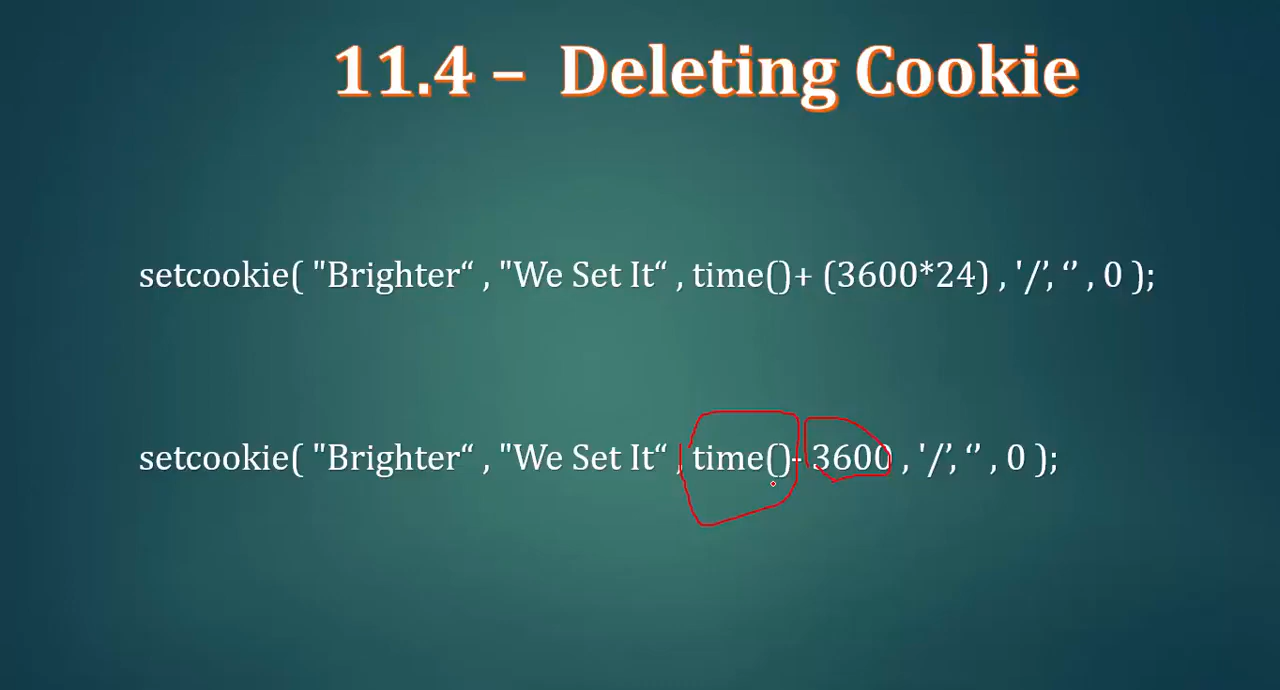 11.4 – Deleting Cookie
setcookie( "Brighter“ , "We Set It“ , time()+ (3600*24) , '/’, ‘’ , 0 );
setcookie( "Brighter“ , "We Set It“ , time()- 3600 , '/’, ‘’ , 0 );